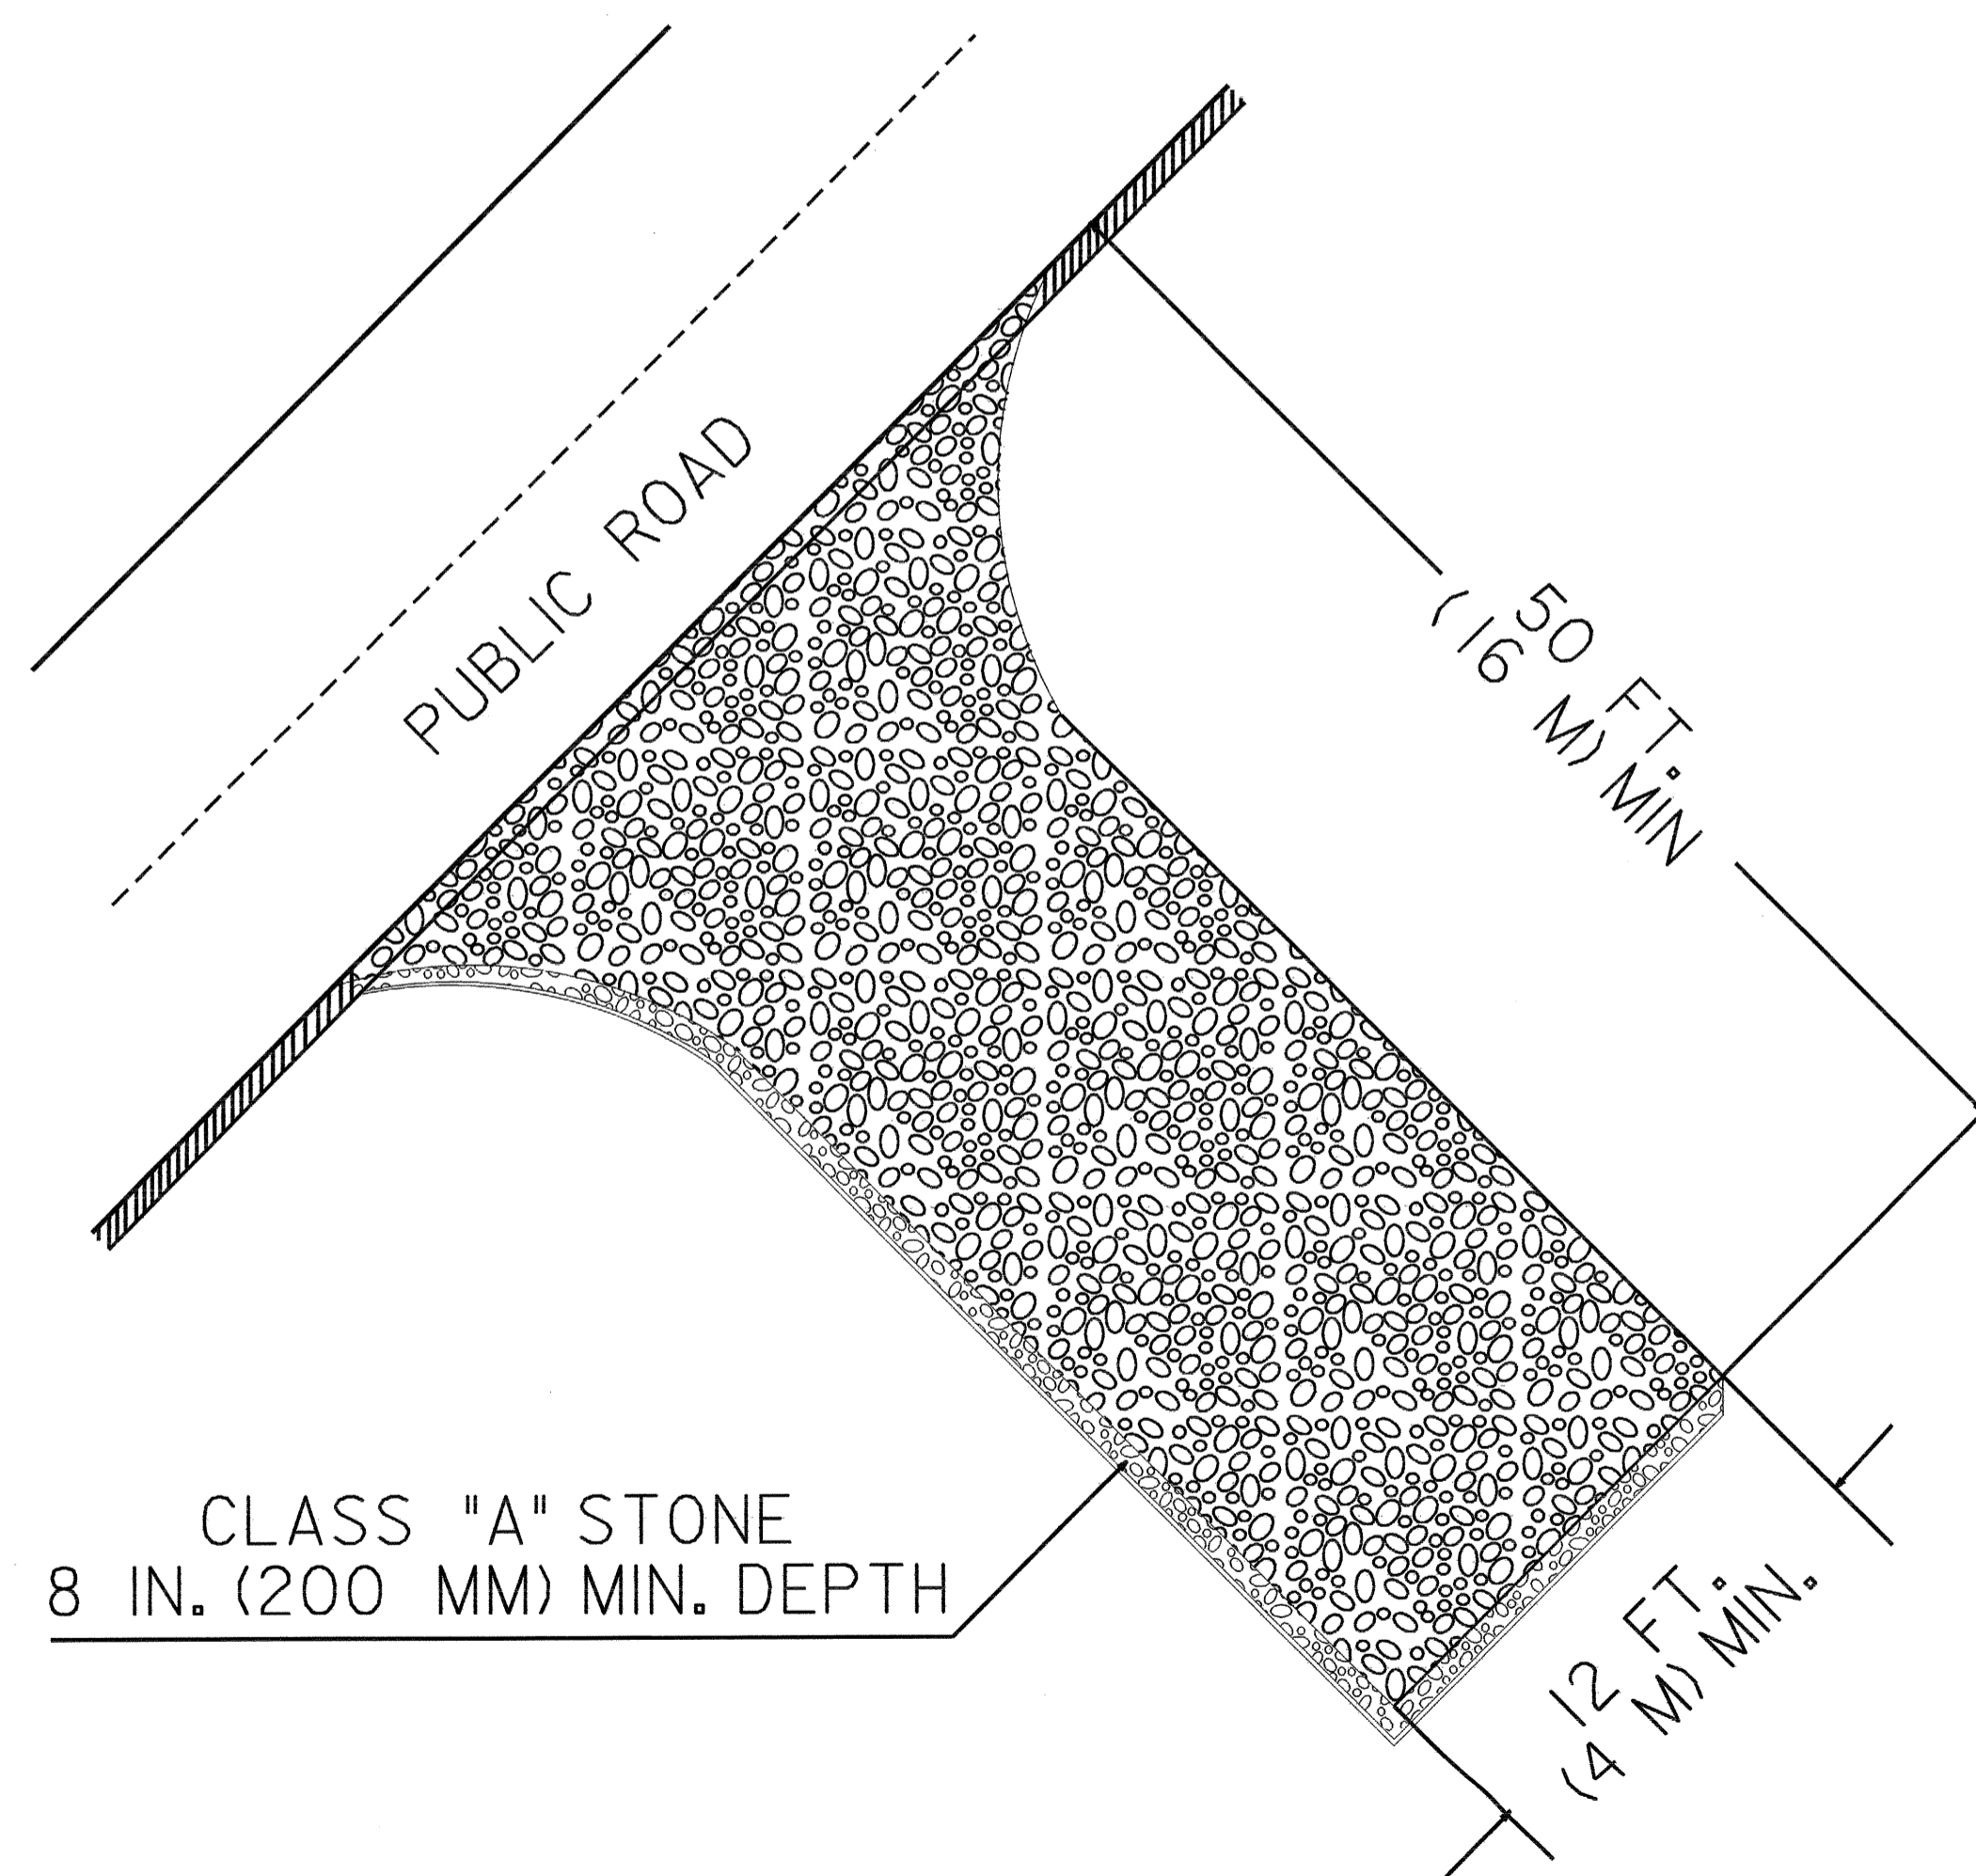 PUBLIC ROAD
50 FT.
(16 M) MIN
CLASS "A" STONE
8 IN. (200 MM) MIN. DEPTH
12 FT.
(4 M) MIN.